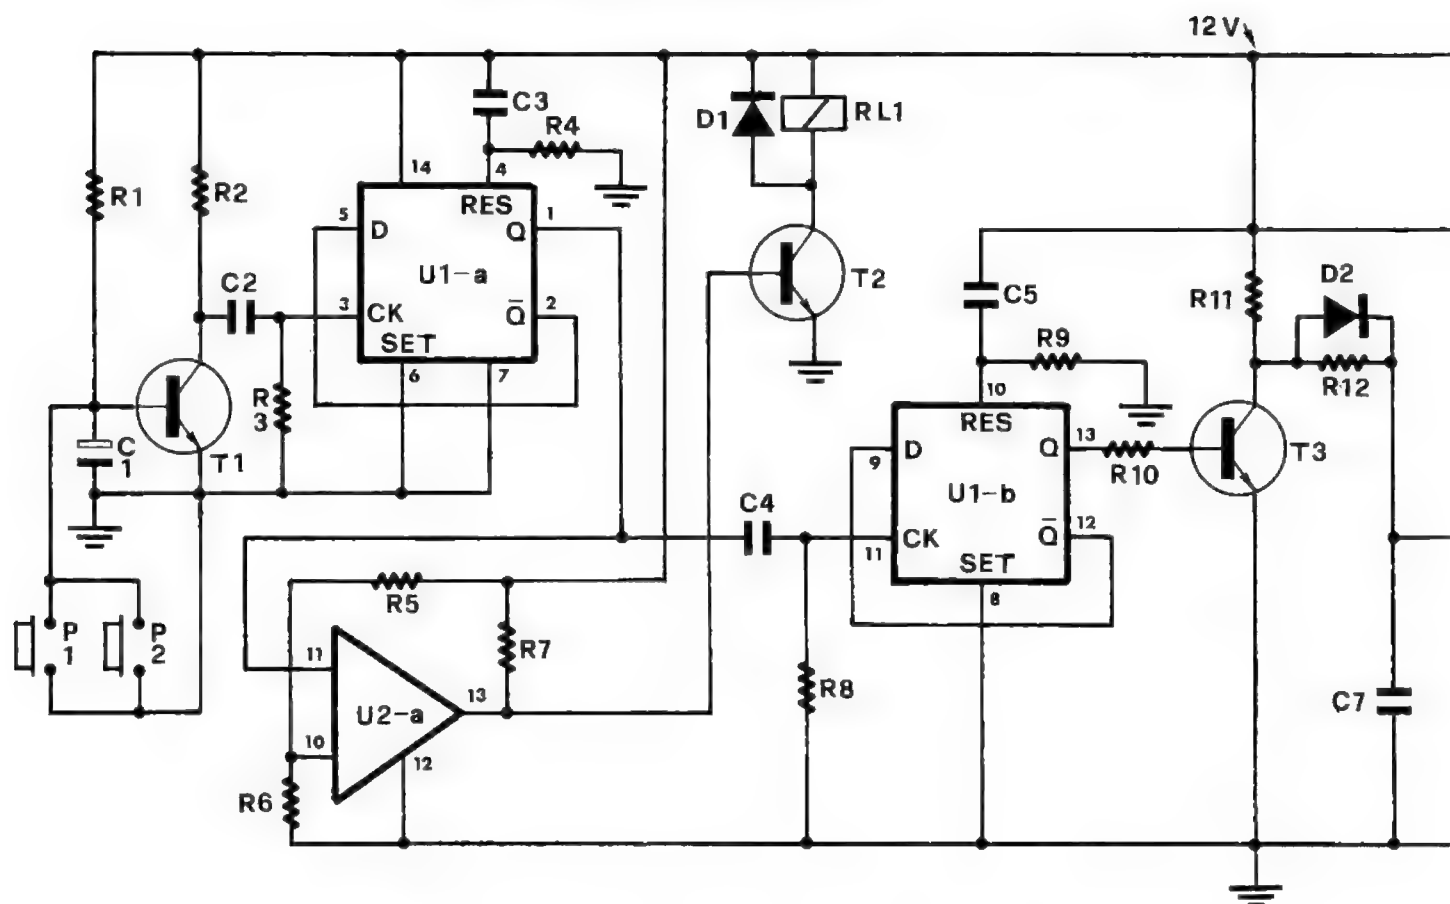 12 V
C3
R4
D1
RL1
14
4
R1
R2
RES
5
D
Q
1
U1-a
C2
3
CK
Q̅
2
SET
6
7
R
3
C
1
T1
T2
C5
R11
D2
R9
R12
10
RES
9
D
Q
13
R10
T3
U1-b
C4
11
CK
Q̅
12
SET
8
R5
P
1
P
2
11
R7
13
U2-a
10
12
R6
R8
C7